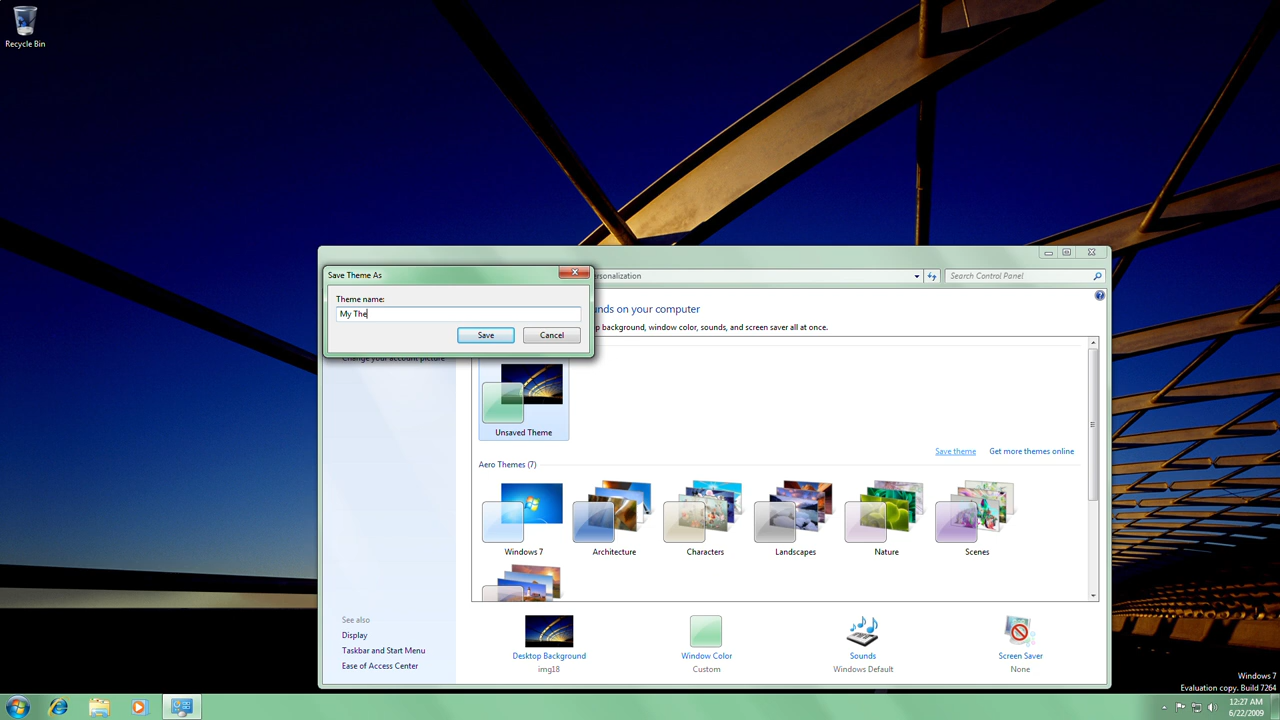 Recycle Bin
Save Theme As
Theme name:
My The
Save Cancel
ersonalization
Search Control Panel
nds on your computer
p background, window color, sounds, and screen saver all at once.
Change your account picture
Unsaved Theme
Save theme Get more themes online
Aero Themes (7)
Windows 7 Architecture Characters Landscapes Nature Scenes
See also
Display
Taskbar and Start Menu
Ease of Access Center
Desktop Background Window Color Sounds Screen Saver
img18 Custom Windows Default None
Windows 7
Evaluation copy. Build 7264
12:27 AM
6/22/2009